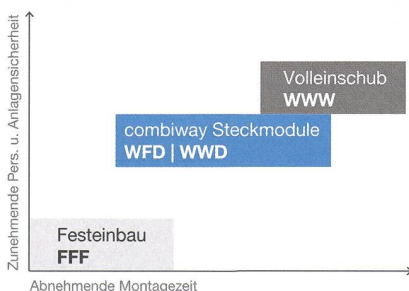 Zunehmende Pers. u. Anlagensicherheit
Volleinschub
WWW
combiway Steckmodule
WFD | WWD
Festeinbau
FFF
Abnehmende Montagezeit